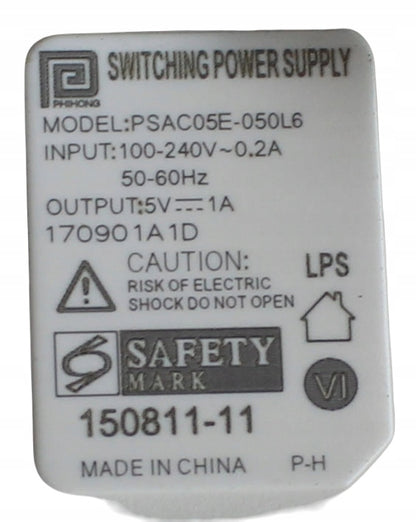 PHIHONG
SWITCHING POWER SUPPLY
MODEL:PSAC05E-050L6
INPUT:100-240V~0.2A
50-60Hz
OUTPUT:5V⎓1A
170901A1D
CAUTION:
RISK OF ELECTRIC
SHOCK DO NOT OPEN
LPS
SAFETY
MARK
VI
150811-11
MADE IN CHINA P-H